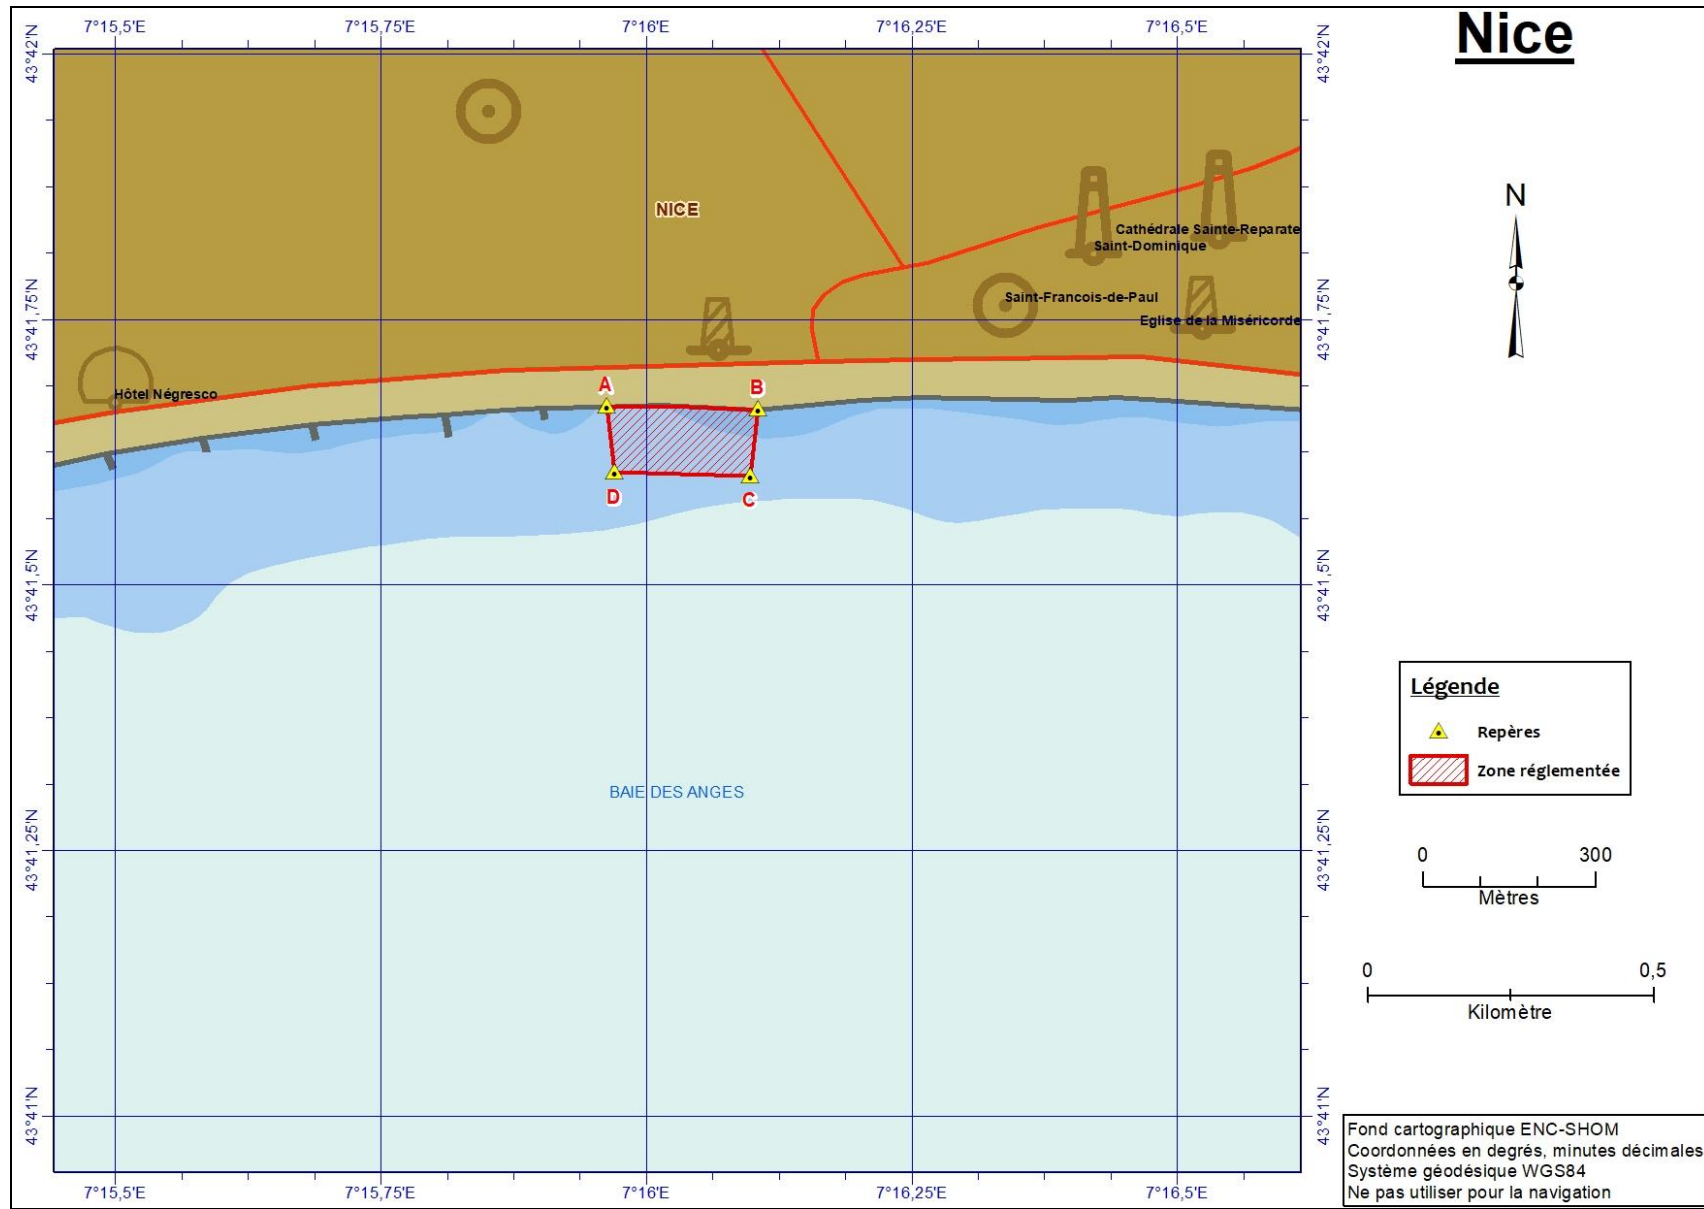 Nice
7°15,5'E
7°15,75'E
7°16'E
7°16,25'E
7°16,5'E
43°42'N
43°42'N
NICE
N
Cathédrale Sainte-Reparate
Saint-Dominique
Saint-Francois-de-Paul
43°41,75'N
Eglise de la Miséricorde
43°41,75'N
Hôtel Négresco
A
B
D
C
43°41,5'N
43°41,5'N
Légende
Repères
Zone réglementée
BAIE DES ANGES
43°41,25'N
43°41,25'N
0 300
Mètres
0 0,5
Kilomètre
43°41'N
43°41'N
Fond cartographique ENC-SHOM
Coordonnées en degrés, minutes décimales
Système géodésique WGS84
Ne pas utiliser pour la navigation
7°15,5'E
7°15,75'E
7°16'E
7°16,25'E
7°16,5'E